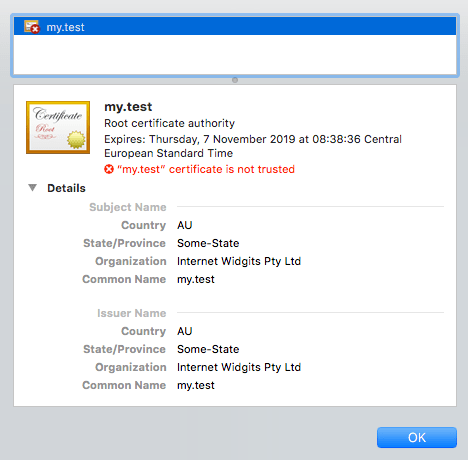 my.test
Certificate
Root
my.test
Root certificate authority
Expires: Thursday, 7 November 2019 at 08:38:36 Central
European Standard Time
“my.test” certificate is not trusted
Details
Subject Name
Country AU
State/Province Some-State
Organization Internet Widgits Pty Ltd
Common Name my.test
Issuer Name
Country AU
State/Province Some-State
Organization Internet Widgits Pty Ltd
Common Name my.test
OK